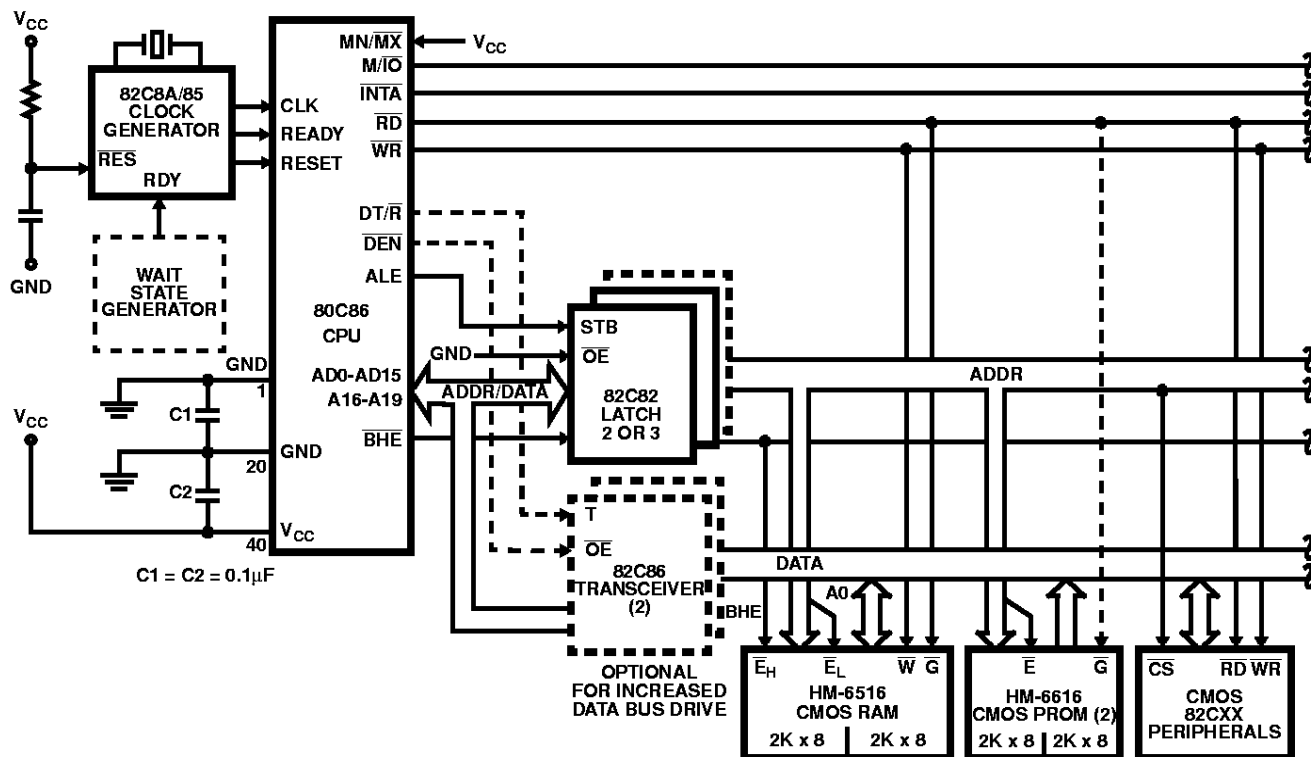 VCC
82C8A/85
CLOCK
GENERATOR
RES
RDY
GND
WAIT
STATE
GENERATOR
MN/MX
VCC
M/IO
INTA
RD
WR
CLK
READY
RESET
DT/R
DEN
ALE
80C86
CPU
AD0-AD15
A16-A19
BHE
GND
1
GND
20
VCC
40
VCC
C1
C2
C1 = C2 = 0.1μF
STB
GND
OE
ADDR/DATA
82C82
LATCH
2 OR 3
T
OE
82C86
TRANSCEIVER
(2)
OPTIONAL
FOR INCREASED
DATA BUS DRIVE
ADDR
DATA
A0
BHE
EH
EL
W
G
HM-6516
CMOS RAM
2K x 8
2K x 8
E
G
HM-6616
CMOS PROM (2)
2K x 8
2K x 8
CS
RD
WR
CMOS
82CXX
PERIPHERALS